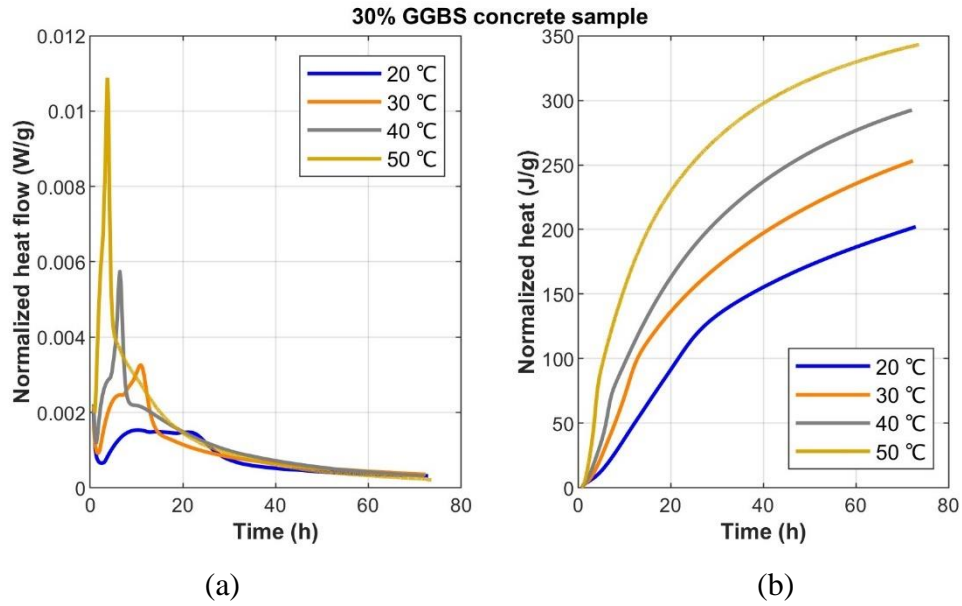 30% GGBS concrete sample
Normalized heat flow (W/g)
0.012
0.01
0.008
0.006
0.004
0.002
0
20 ℃
30 ℃
40 ℃
50 ℃
0 20 40 60 80
Time (h)
(a)
Normalized heat (J/g)
350
300
250
200
150
100
50
0
20 ℃
30 ℃
40 ℃
50 ℃
0 20 40 60 80
Time (h)
(b)